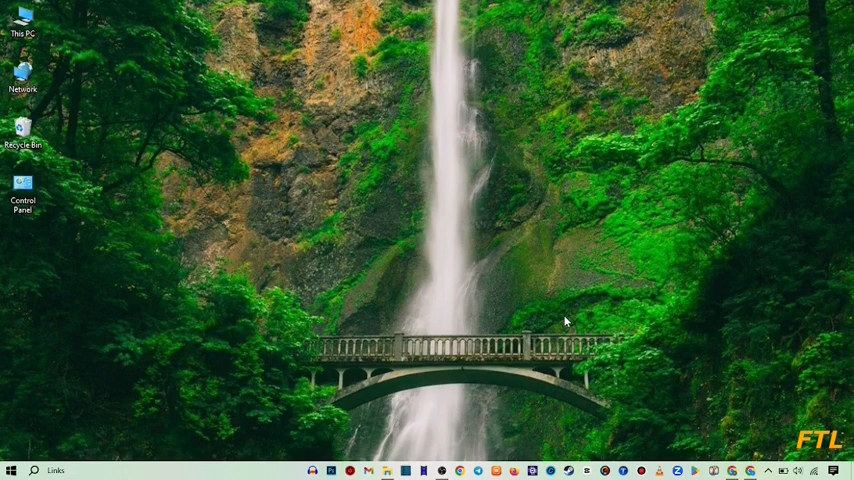 This PC
Network
Recycle Bin
Control
Panel
FTL
Links